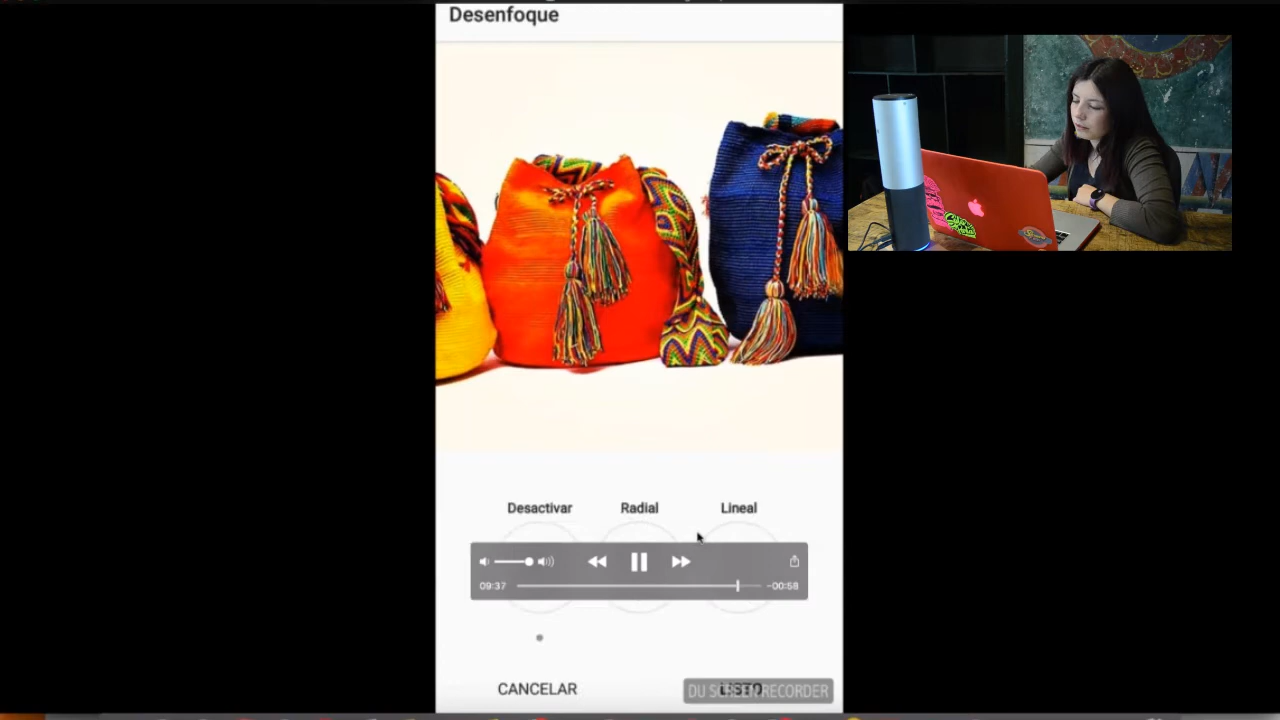 Desenfoque
Desactivar
Radial
Lineal
09:37
-00:58
CANCELAR
DU SCREEN RECORDER